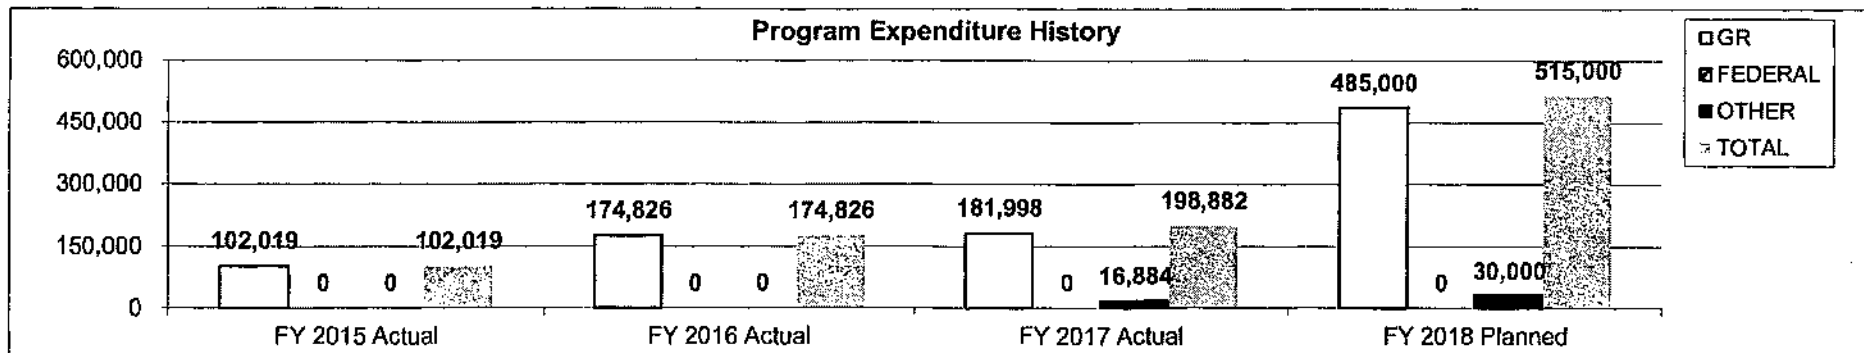 Program Expenditure History
GR
FEDERAL
OTHER
TOTAL
600,000
450,000
300,000
150,000
0
102,019
0
0
102,019
174,826
0
0
174,826
181,998
0
16,884
198,882
485,000
0
30,000
515,000
FY 2015 Actual
FY 2016 Actual
FY 2017 Actual
FY 2018 Planned